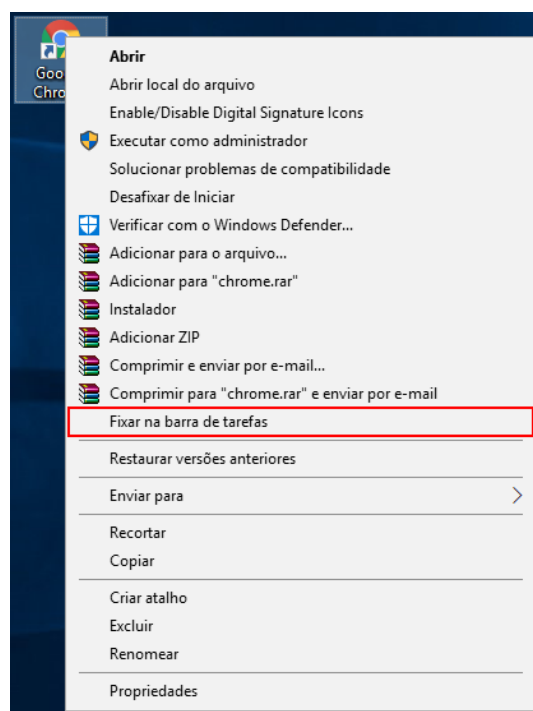 Goo
Chro
Abrir
Abrir local do arquivo
Enable/Disable Digital Signature Icons
Executar como administrador
Solucionar problemas de compatibilidade
Desafixar de Iniciar
Verificar com o Windows Defender...
Adicionar para o arquivo...
Adicionar para "chrome.rar"
Instalador
Adicionar ZIP
Comprimir e enviar por e-mail...
Comprimir para "chrome.rar" e enviar por e-mail
Fixar na barra de tarefas
Restaurar versões anteriores
Enviar para
Recortar
Copiar
Criar atalho
Excluir
Renomear
Propriedades